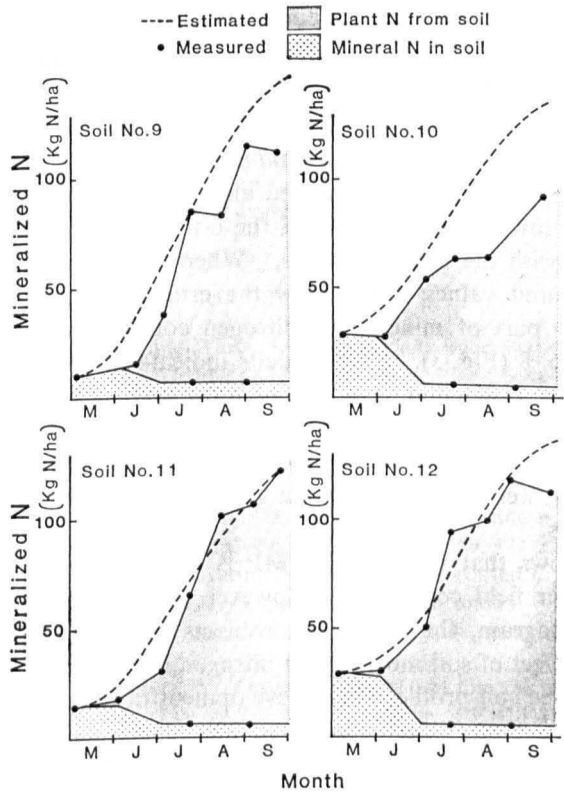 Estimated Plant N from soil
Measured Mineral N in soil
Mineralized N (Kg N/ha)
Soil No.9
100
50
M J J A S
(Kg N/ha)
Soil No.10
100
50
M J J A S
Mineralized N (Kg N/ha)
Soil No.11
100
50
M J J A S
(Kg N/ha)
Soil No.12
100
50
M J J A S
Month